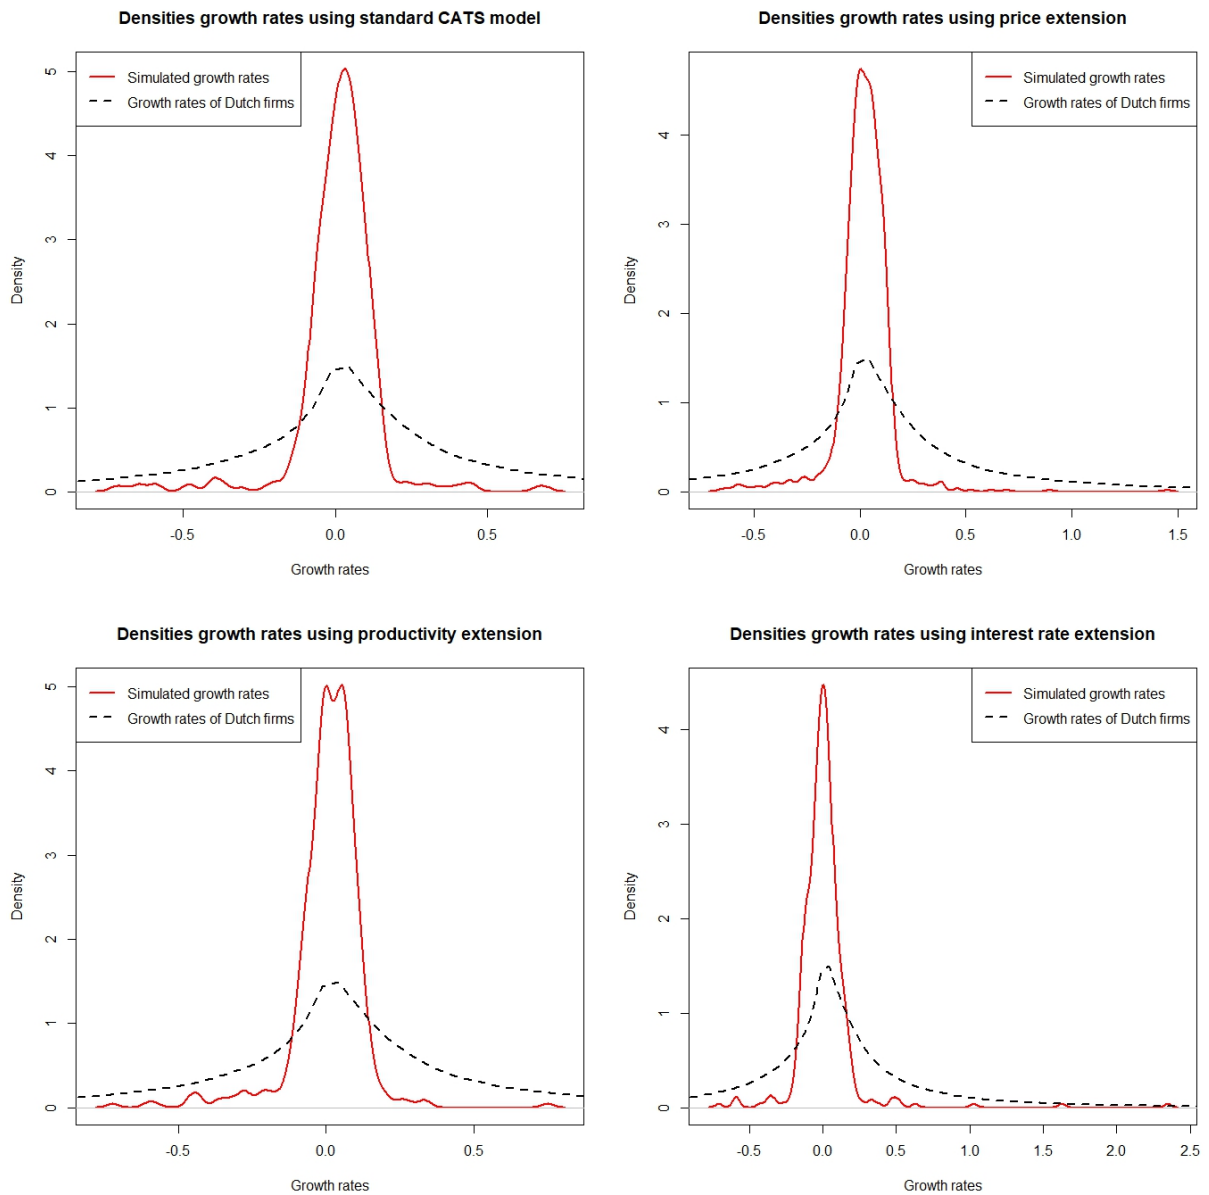 Densities growth rates using standard CATS model
Simulated growth rates
Growth rates of Dutch firms
Density
0
1
2
3
4
5
-0.5
0.0
0.5
Growth rates
Densities growth rates using price extension
Simulated growth rates
Growth rates of Dutch firms
Density
0
1
2
3
4
-0.5
0.0
0.5
1.0
1.5
Growth rates
Densities growth rates using productivity extension
Simulated growth rates
Growth rates of Dutch firms
Density
0
1
2
3
4
5
-0.5
0.0
0.5
Growth rates
Densities growth rates using interest rate extension
Simulated growth rates
Growth rates of Dutch firms
Density
0
1
2
3
4
-0.5
0.0
0.5
1.0
1.5
2.0
2.5
Growth rates